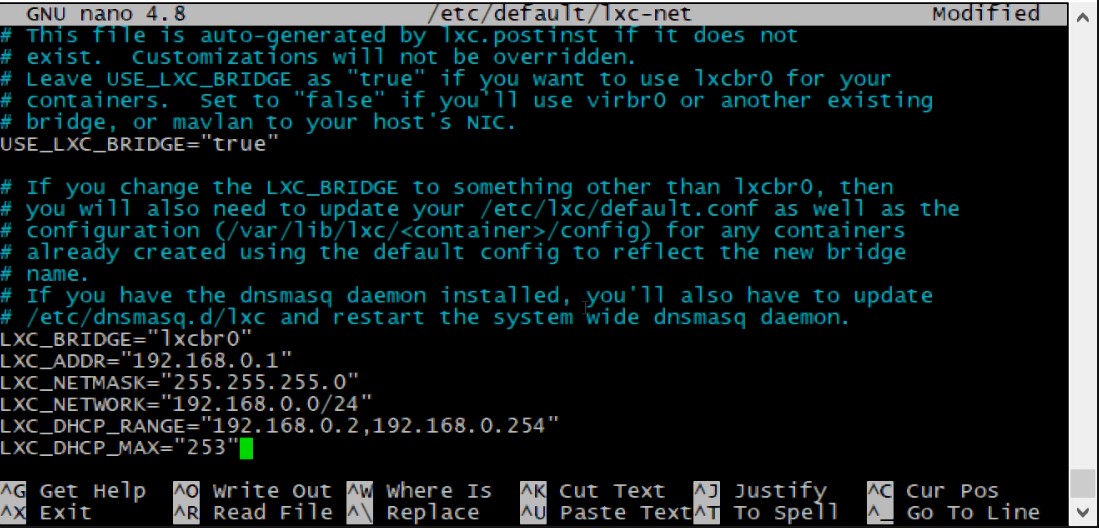 GNU nano 4.8 /etc/default/lxc-net Modified
# This file is auto-generated by lxc.postinst if it does not
# exist.  Customizations will not be overridden.
# Leave USE_LXC_BRIDGE as "true" if you want to use lxcbr0 for your
# containers.  Set to "false" if you'll use virbr0 or another existing
# bridge, or mavlan to your host's NIC.
USE_LXC_BRIDGE="true"
# If you change the LXC_BRIDGE to something other than lxcbr0, then
# you will also need to update your /etc/lxc/default.conf as well as the
# configuration (/var/lib/lxc/<container>/config) for any containers
# already created using the default config to reflect the new bridge
# name.
# If you have the dnsmasq daemon installed, you'll also have to update
# /etc/dnsmasq.d/lxc and restart the system wide dnsmasq daemon.
LXC_BRIDGE="lxcbr0"
LXC_ADDR="192.168.0.1"
LXC_NETMASK="255.255.255.0"
LXC_NETWORK="192.168.0.0/24"
LXC_DHCP_RANGE="192.168.0.2,192.168.0.254"
LXC_DHCP_MAX="253"
^G Get Help ^O Write Out ^W Where Is ^K Cut Text ^J Justify ^C Cur Pos
^X Exit ^R Read File ^\ Replace ^U Paste Text ^T To Spell ^_ Go To Line